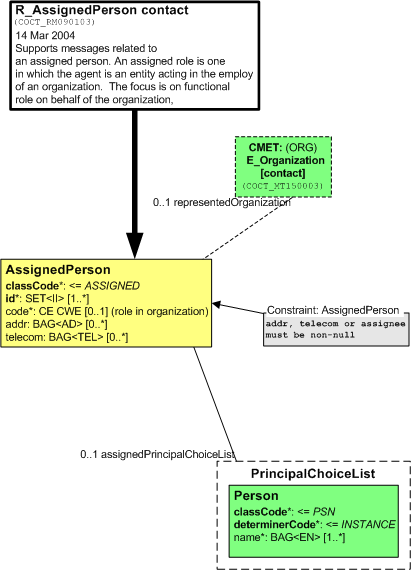 R_AssignedPerson contact
(COCT_RM090103)
14 Mar 2004
Supports messages related to
an assigned person. An assigned role is one
in which the agent is an entity acting in the employ
of an organization. The focus is on functional
role on behalf of the organization,
CMET: (ORG)
E_Organization
[contact]
(COCT_MT150003)
0..1 representedOrganization
AssignedPerson
classCode*: <= ASSIGNED
id*: SET<II> [1..*]
code*: CE CWE [0..1] (role in organization)
addr: BAG<AD> [0..*]
telecom: BAG<TEL> [0..*]
Constraint: AssignedPerson
addr, telecom or assignee
must be non-null
0..1 assignedPrincipalChoiceList
PrincipalChoiceList
Person
classCode*: <= PSN
determinerCode*: <= INSTANCE
name*: BAG<EN> [1..*]